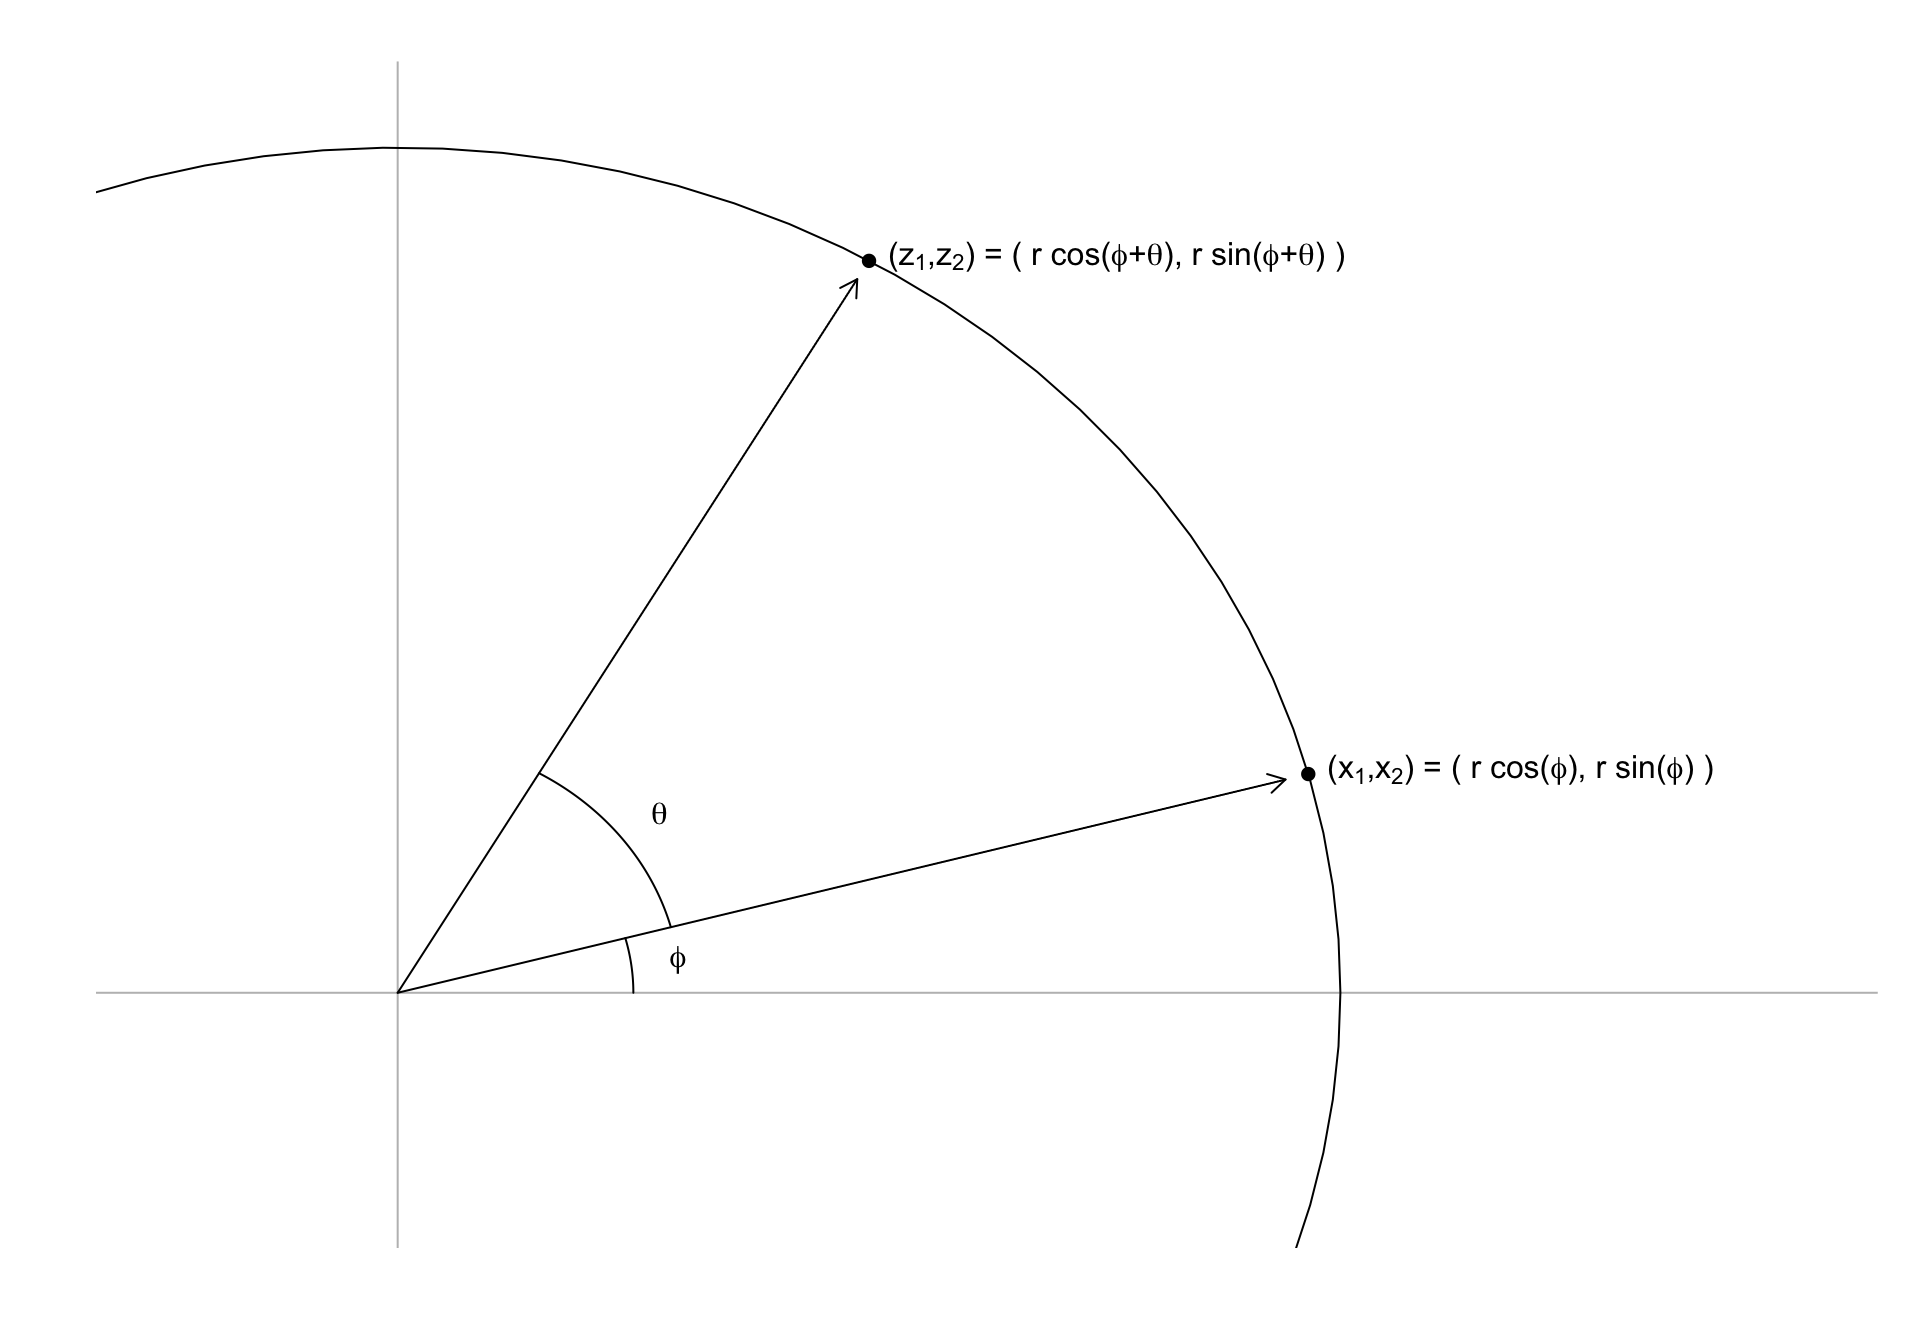 (z₁,z₂) = ( r cos(ϕ+θ), r sin(ϕ+θ) )
(x₁,x₂) = ( r cos(ϕ), r sin(ϕ) )
θ
ϕ